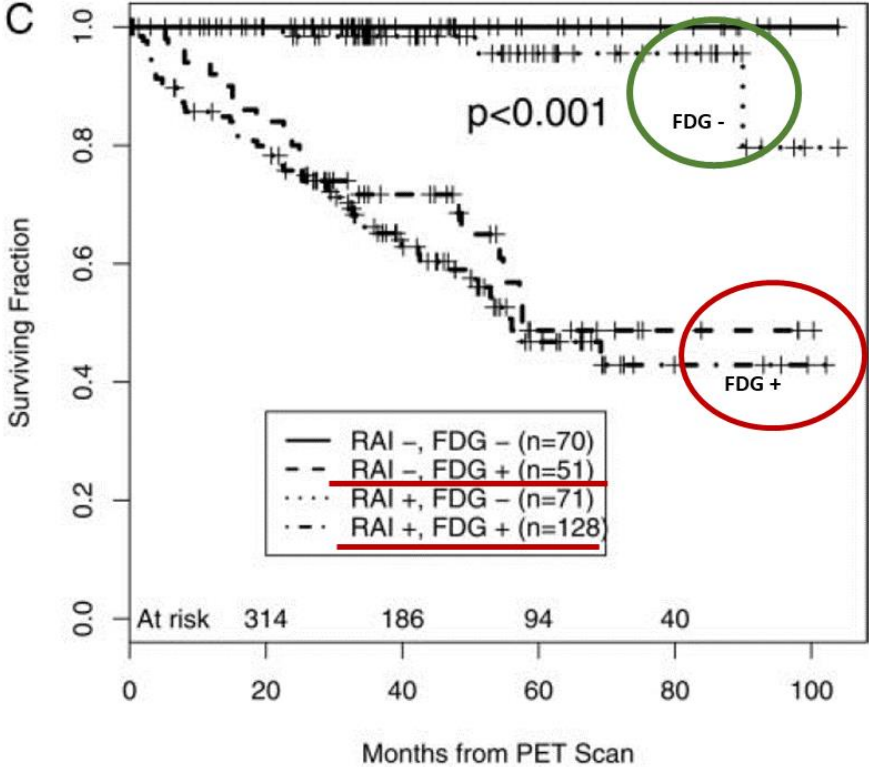 C
1.0
0.8
0.6
0.4
0.2
0.0
Surviving Fraction
p<0.001
FDG -
FDG +
RAI −, FDG − (n=70)
RAI −, FDG + (n=51)
RAI +, FDG − (n=71)
RAI +, FDG + (n=128)
At risk 314 186 94 40
0 20 40 60 80 100
Months from PET Scan